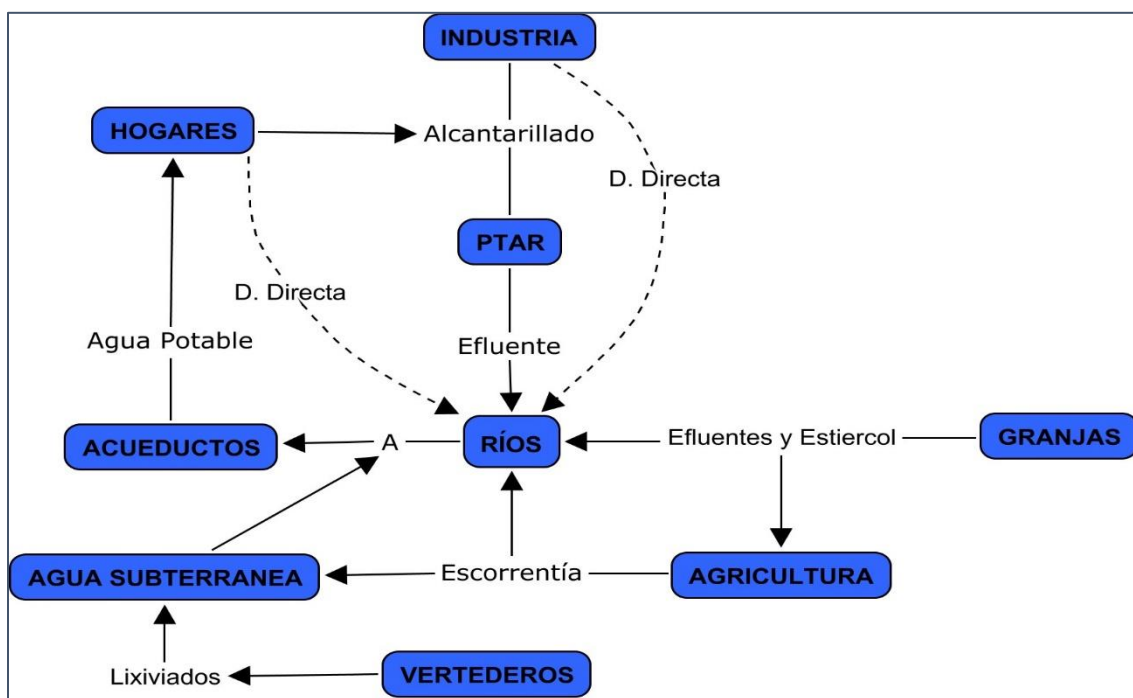 INDUSTRIA
HOGARES
Alcantarillado
D. Directa
PTAR
D. Directa
Agua Potable
Efluente
ACUEDUCTOS
A
RÍOS
Efluentes y Estiercol
GRANJAS
AGUA SUBTERRANEA
Escorrentía
AGRICULTURA
Lixiviados
VERTEDEROS